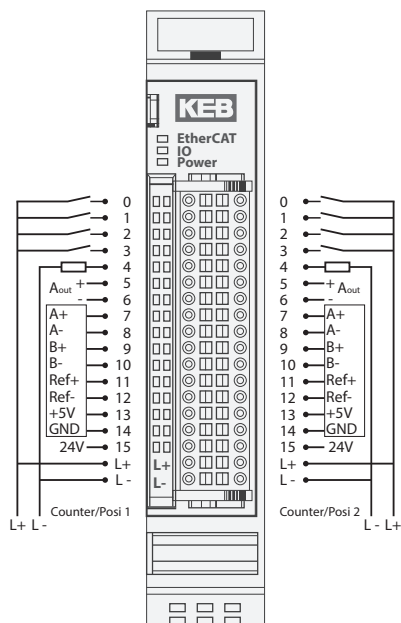 KEB
EtherCAT
IO
Power
0 0
1 1
2 2
3 3
4 4
Aout + 5 5 + Aout
- 6 6 -
A+ 7 7 A+
A- 8 8 A-
B+ 9 9 B+
B- 10 10 B-
Ref+ 11 11 Ref+
Ref- 12 12 Ref-
+5V 13 13 +5V
GND 14 14 GND
24V 15 15 24V
L+ L+ L+
L - L- L -
Counter/Posi 1 Counter/Posi 2
L+ L - L - L+